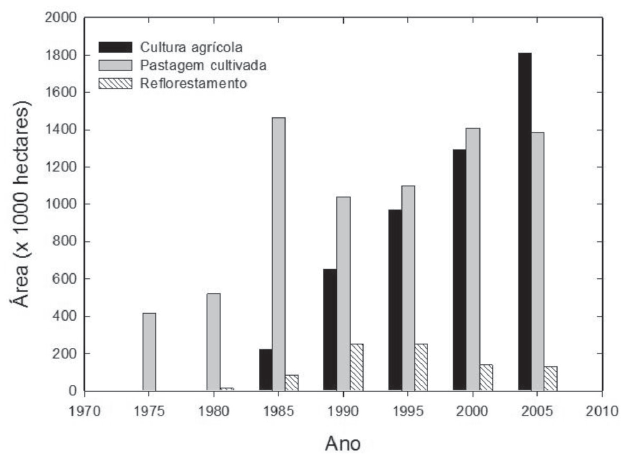 2000
1800
1600
1400
1200
1000
800
600
400
200
0
Área (x 1000 hectares)
Cultura agrícola
Pastagem cultivada
Reflorestamento
1970 1975 1980 1985 1990 1995 2000 2005 2010
Ano